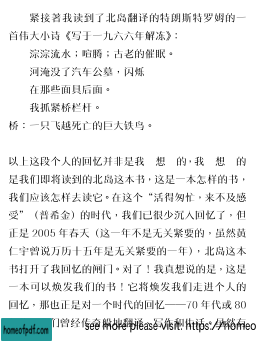 紧接著我读到了北岛翻译的特朗斯特罗姆的一
首伟大小诗《写于一九六六年解冻》：
淙淙流水；喧腾；古老的催眠。
河淹没了汽车公墓，闪烁
在那些面具后面。
我抓紧桥栏杆。
桥：一只飞越死亡的巨大铁鸟。
以上这段个人的回忆并非是我 想 的，我 想 的
是我们即将读到的北岛这本书，这是一本怎样的书，
我们应该怎样去读它。在这个“活得匆忙，来不及感
受”（普希金）的时代，我们已很少沉入回忆了，但
正是 2005 年春天（这一年不是无关紧要的，虽然黄
仁宇曾说万历十五年是无关紧要的一年），北岛这本
书打开了我回忆的闸门。对了！我真想说的是，这是
一本可以焕发我们的书！它将焕发我们走进个人的
回忆，那也正是对一个时代的回忆——70 年代或 80
homeofpdf.com
see more please visit: https://homeo